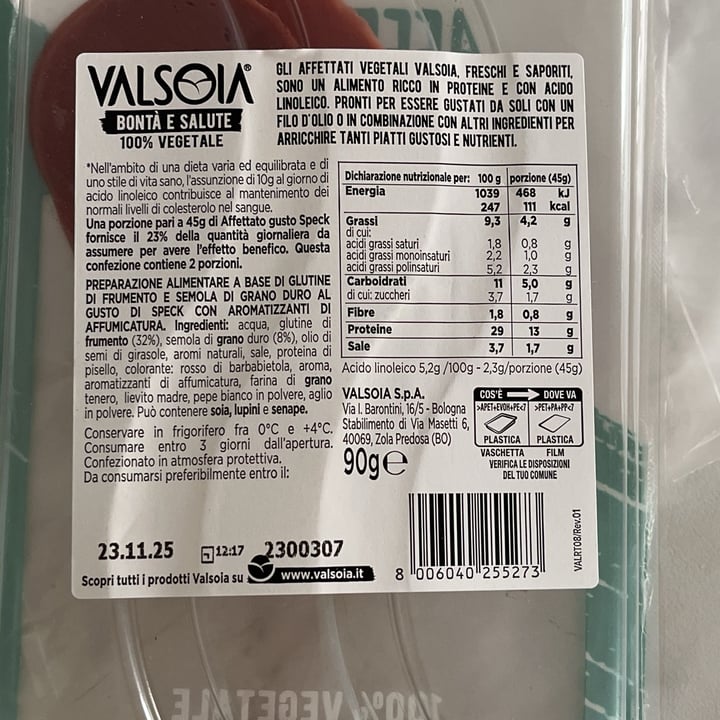 VALSOIA®
BONTÀ E SALUTE
100% VEGETALE
GLI AFFETTATI VEGETALI VALSOIA, FRESCHI E SAPORITI,
SONO UN ALIMENTO RICCO IN PROTEINE E CON ACIDO
LINOLEICO. PRONTI PER ESSERE GUSTATI DA SOLI CON UN
FILO D'OLIO O IN COMBINAZIONE CON ALTRI INGREDIENTI PER
ARRICCHIRE TANTI PIATTI GUSTOSI E NUTRIENTI.
*Nell'ambito di una dieta varia ed equilibrata e di
uno stile di vita sano, l'assunzione di 10g al giorno di
acido linoleico contribuisce al mantenimento dei
normali livelli di colesterolo nel sangue.
Una porzione pari a 45g di Affettato gusto Speck
fornisce il 23% della quantità giornaliera da
assumere per avere l'effetto benefico. Questa
confezione contiene 2 porzioni.
PREPARAZIONE ALIMENTARE A BASE DI GLUTINE
DI FRUMENTO E SEMOLA DI GRANO DURO AL
GUSTO DI SPECK CON AROMATIZZANTI DI
AFFUMICATURA. Ingredienti: acqua, glutine di
frumento (32%), semola di grano duro (8%), olio di
semi di girasole, aromi naturali, sale, proteina di
pisello, colorante: rosso di barbabietola, aroma,
aromatizzanti di affumicatura, farina di grano
tenero, lievito madre, pepe bianco in polvere, aglio
in polvere. Può contenere soia, lupini e senape.
Conservare in frigorifero fra 0°C e +4°C.
Consumare entro 3 giorni dall'apertura.
Confezionato in atmosfera protettiva.
Da consumarsi preferibilmente entro il:
Dichiarazione nutrizionale per: 100 g porzione (45g)
Energia 1039 468 kJ
247 111 kcal
Grassi 9,3 4,2 g
di cui:
acidi grassi saturi 1,8 0,8 g
acidi grassi monoinsaturi 2,2 1,0 g
acidi grassi polinsaturi 5,2 2,3 g
Carboidrati 11 5,0 g
di cui: zuccheri 3,7 1,7 g
Fibre 1,8 0,8 g
Proteine 29 13 g
Sale 3,7 1,7 g
Acido linoleico 5,2g /100g - 2,3g/porzione (45g)
VALSOIA S.p.A.
Via I. Barontini, 16/5 - Bologna
Stabilimento di Via Masetti 6,
40069, Zola Predosa (BO)
90g e
COS'È DOVE VA
>APET+EVOH+PE<7 >PET+PA+PP<7
PLASTICA PLASTICA
VASCHETTA FILM
VERIFICA LE DISPOSIZIONI
DEL TUO COMUNE
23.11.25 12:17 2300307
Scopri tutti i prodotti Valsoia su www.valsoia.it
8 006040 255273
VALRT08/Rev.01
100% VEGETALE